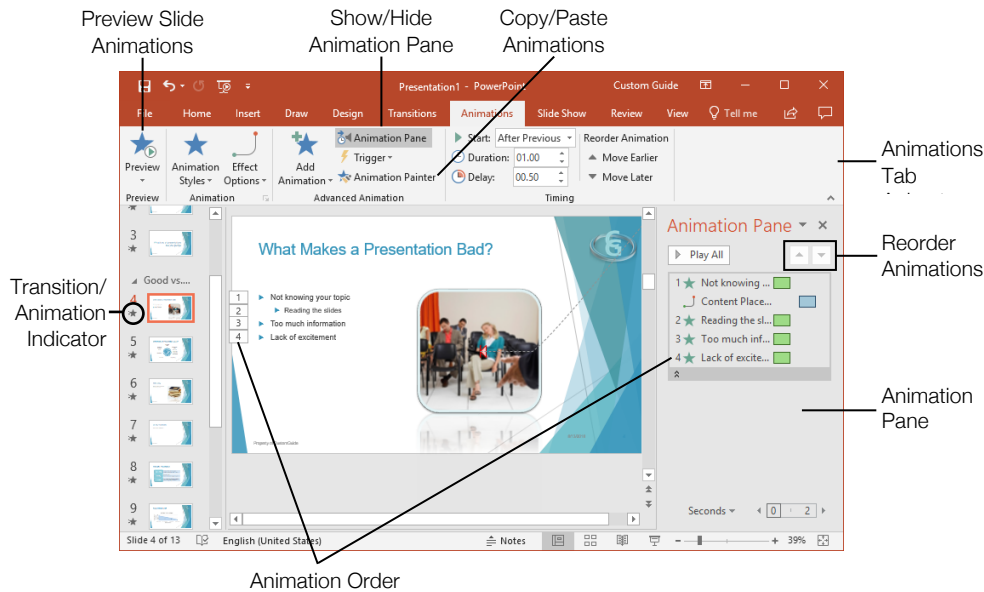 Preview Slide
Animations
Show/Hide
Animation Pane
Copy/Paste
Animations
Presentation1 - PowerPoint
Custom Guide
File Home Insert Draw Design Transitions Animations Slide Show Review View Tell me
Preview
Animation
Styles
Effect
Options
Add
Animation
Animation Pane
Trigger
Animation Painter
Start: After Previous
Duration: 01.00
Delay: 00.50
Reorder Animation
Move Earlier
Move Later
Preview Animation Advanced Animation Timing
Animations
Tab
3
Good vs....
4
5
6
7
8
9
Transition/
Animation
Indicator
What Makes a Presentation Bad?
1 Not knowing your topic
2 Reading the slides
3 Too much information
4 Lack of excitement
Property of CustomGuide
Animation Pane
Play All
1 Not knowing ...
Content Place...
2 Reading the sl...
3 Too much inf...
4 Lack of excite...
Seconds 0 2
Reorder
Animations
Animation
Pane
Slide 4 of 13 English (United States) Notes 39%
Animation Order